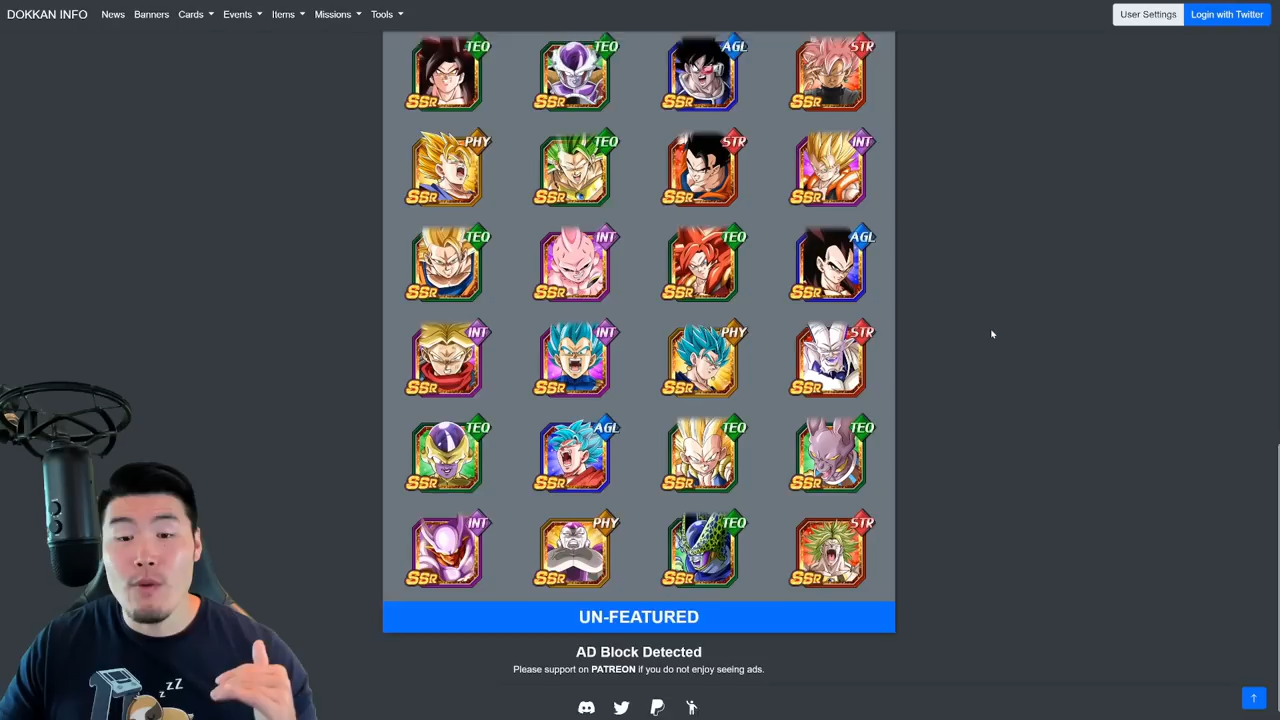 DOKKAN INFO News Banners Cards Events Items Missions Tools User Settings Login with Twitter
TEQ TEQ AGL STR
SSR SSR SSR SSR
PHY TEQ STR INT
SSR SSR SSR SSR
TEQ INT TEQ AGL
SSR SSR SSR SSR
INT INT PHY STR
SSR SSR SSR SSR
TEQ AGL TEQ TEQ
SSR SSR SSR SSR
INT PHY TEQ STR
SSR SSR SSR SSR
UN-FEATURED
AD Block Detected
Please support on PATREON if you do not enjoy seeing ads.
z z Z